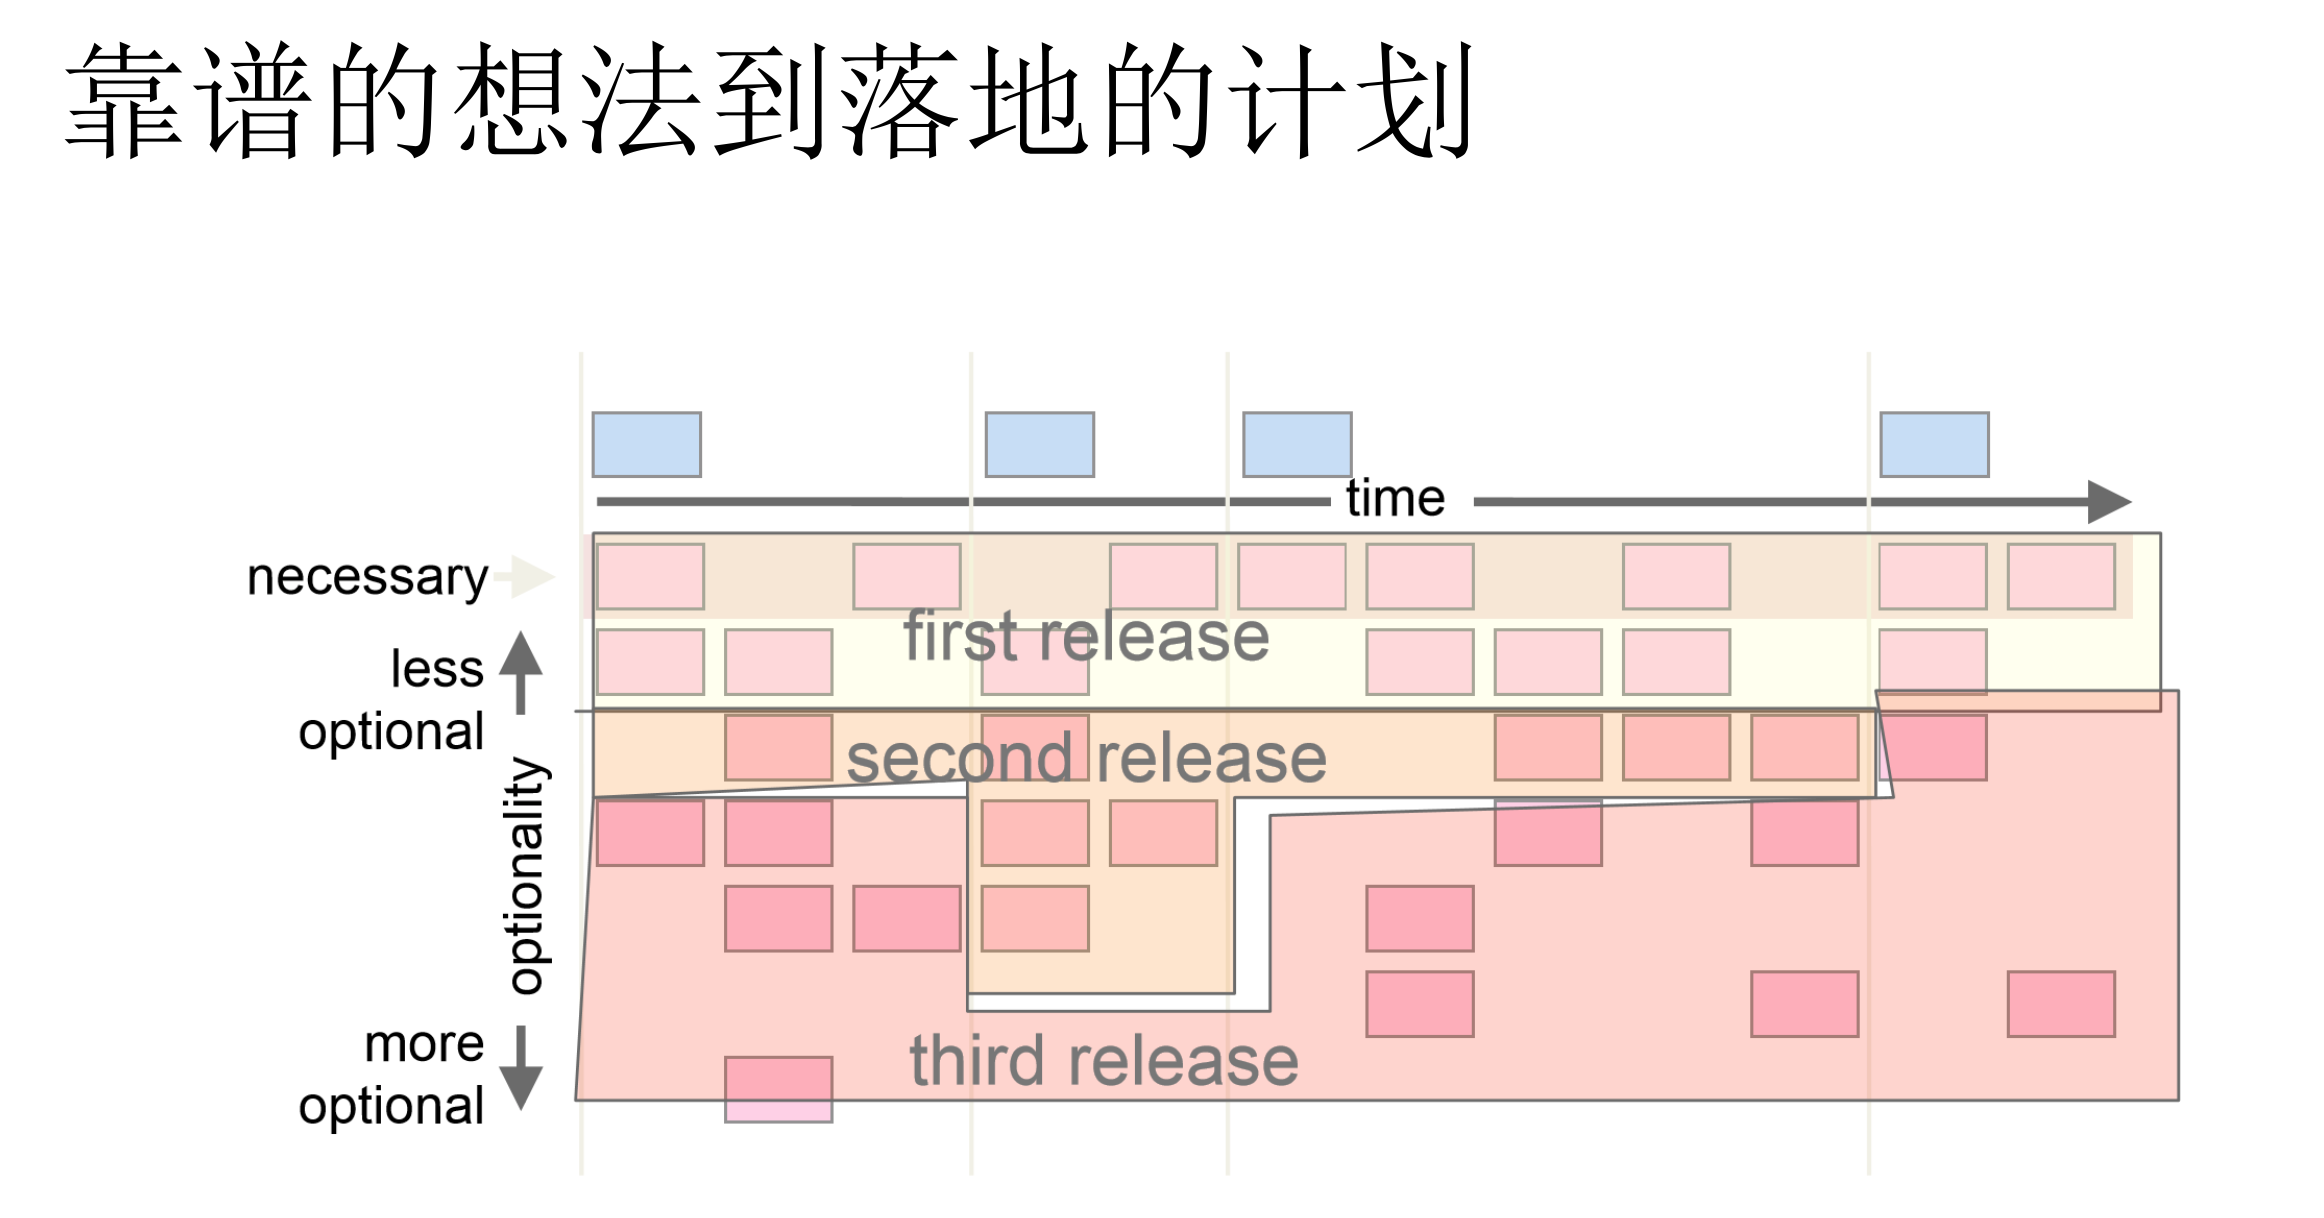 靠谱的想法到落地的计划
time
necessary
first release
less
optional
second release
optionality
more
optional
third release